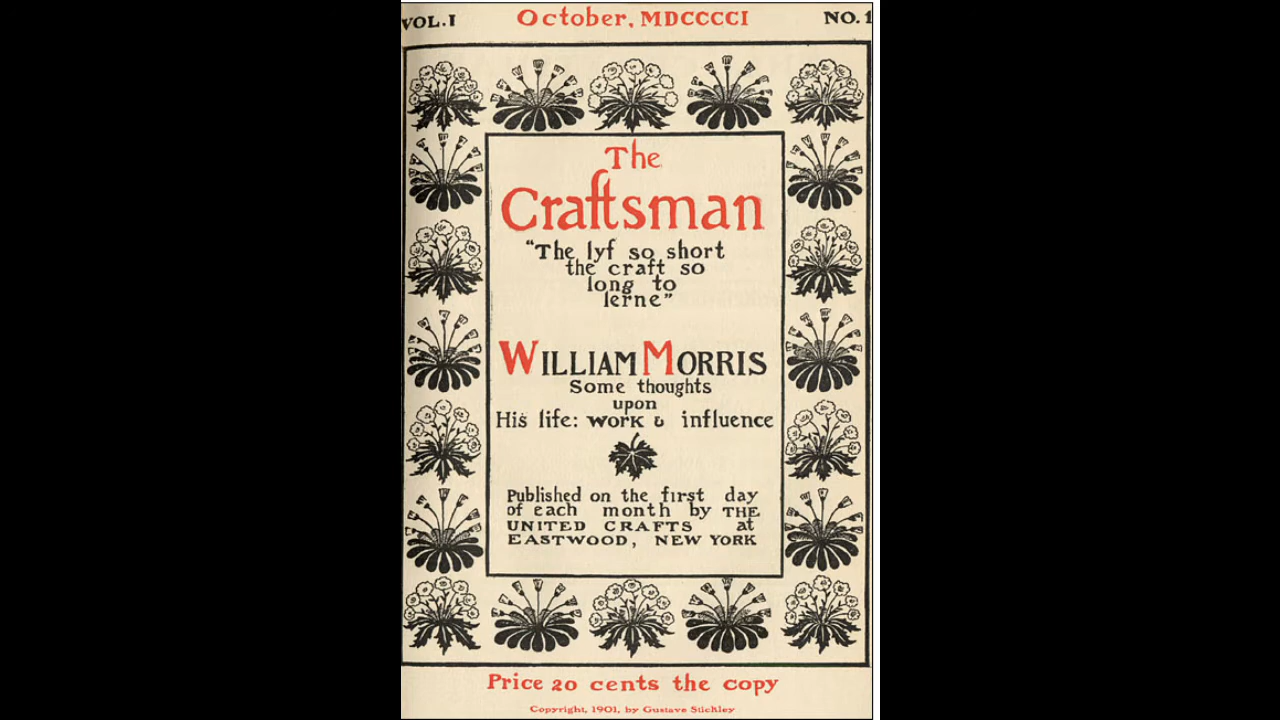 VOL.I October, MDCCCCI NO. 1
The
Craftsman
“The lyf so short
the craft so
long to
lerne”
WILLIAM MORRIS
Some thoughts
upon
His life: work & influence
Published on the first day
of each month by THE
UNITED CRAFTS at
EASTWOOD, NEW YORK
Price 20 cents the copy
Copyright, 1901, by Gustave Stickley